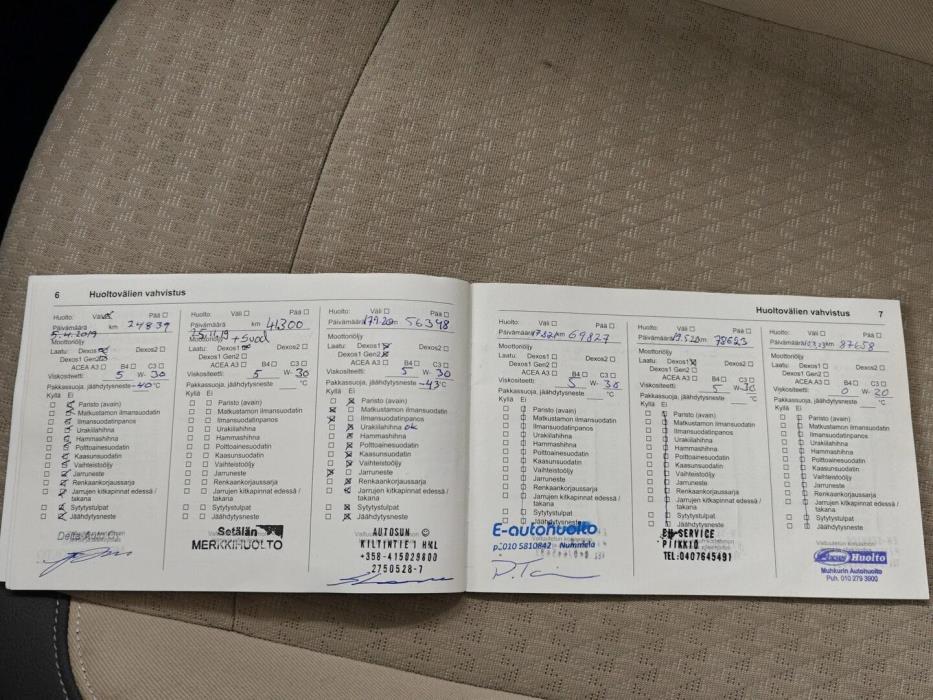 6 Huoltovälien vahvistus
Huolto: Väli Pää
Päivämäärä km 24839
5.4.2019
Moottoriöljy
Laatu: Dexos1 Dexos2
Dexos1 Gen2
ACEA A3 B4 C3
Viskositeetti: 5 W- 30
Pakkassuoja, jäähdytysneste -40°C
Kyllä Ei
Paristo (avain)
Matkustamon ilmansuodatin
Ilmansuodatinpanos
Urakiilahihna
Hammashihna
Polttoainesuodatin
Kaasunsuodatin
Vaihteistoöljy
Jarruneste
Renkaankorjaussarja
Jarrujen kitkapinnat edessä /
takana
Sytytystulpat
Jäähdytysneste
Delta Auto
Huolto: Väli Pää
Päivämäärä km 41300
25.11.19
Moottoriöljy +suod
Laatu: Dexos1 Dexos2
Dexos1 Gen2
ACEA A3 B4 C3
Viskositeetti: 5 W- 30
Pakkassuoja, jäähdytysneste °C
Kyllä Ei
Paristo (avain)
Matkustamon ilmansuodatin
Ilmansuodatinpanos
Urakiilahihna
Hammashihna
Polttoainesuodatin
Kaasunsuodatin
Vaihteistoöljy
Jarruneste
Renkaankorjaussarja
Jarrujen kitkapinnat edessä /
takana
Sytytystulpat
Jäähdytysneste
Setälän
MERKKIHUOLTO
Huolto: Väli Pää
Päivämäärä 56348
Moottoriöljy
Laatu: Dexos1 Dexos2
Dexos1 Gen2
ACEA A3 B4 C3
Viskositeetti: 5 W- 30
Pakkassuoja, jäähdytysneste -43°C
Kyllä Ei
Paristo (avain)
Matkustamon ilmansuodatin
Ilmansuodatinpanos
Urakiilahihna ok
Hammashihna
Polttoainesuodatin
Kaasunsuodatin
Vaihteistoöljy
Jarruneste
Renkaankorjaussarja
Jarrujen kitkapinnat edessä /
takana
Sytytystulpat
Jäähdytysneste
AUTOSUN ©
KILTINTIE 1 HKL
+358-415029800
2750528-7
Huoltovälien vahvistus 7
Huolto: Väli Pää
Päivämäärä km 69827
Moottoriöljy
Laatu: Dexos1 Dexos2
Dexos1 Gen2
ACEA A3 B4 C3
Viskositeetti: 5 W- 30
Pakkassuoja, jäähdytysneste °C
Kyllä Ei
Paristo (avain)
Matkustamon ilmansuodatin
Ilmansuodatinpanos
Urakiilahihna
Hammashihna
Polttoainesuodatin
Kaasunsuodatin
Vaihteistoöljy
Jarruneste
Renkaankorjaussarja
Jarrujen kitkapinnat edessä /
takana
Sytytystulpat
Jäähdytysneste
E-autohuolto
p.010 5810842 Nummela
Huolto: Väli Pää
Päivämäärä km 78623
Moottoriöljy
Laatu: Dexos1 Dexos2
Dexos1 Gen2
ACEA A3 B4 C3
Viskositeetti: 5 W- 30
Pakkassuoja, jäähdytysneste °C
Kyllä Ei
Paristo (avain)
Matkustamon ilmansuodatin
Ilmansuodatinpanos
Urakiilahihna
Hammashihna
Polttoainesuodatin
Kaasunsuodatin
Vaihteistoöljy
Jarruneste
Renkaankorjaussarja
Jarrujen kitkapinnat edessä /
takana
Sytytystulpat
Jäähdytysneste
SERVICE
PIIKKIÖ
TEL:0407645491
Huolto: Väli Pää
Päivämäärä km 87658
Moottoriöljy
Laatu: Dexos1 Dexos2
Dexos1 Gen2
ACEA A3 B4 C3
Viskositeetti: 0 W- 20
Pakkassuoja, jäähdytysneste °C
Kyllä Ei
Paristo (avain)
Matkustamon ilmansuodatin
Ilmansuodatinpanos
Urakiilahihna
Hammashihna
Polttoainesuodatin
Kaasunsuodatin
Vaihteistoöljy
Jarruneste
Renkaankorjaussarja
Jarrujen kitkapinnat edessä /
takana
Sytytystulpat
Jäähdytysneste
Huolto
Muhkurin Autohuolto
Puh. 010 279 3900